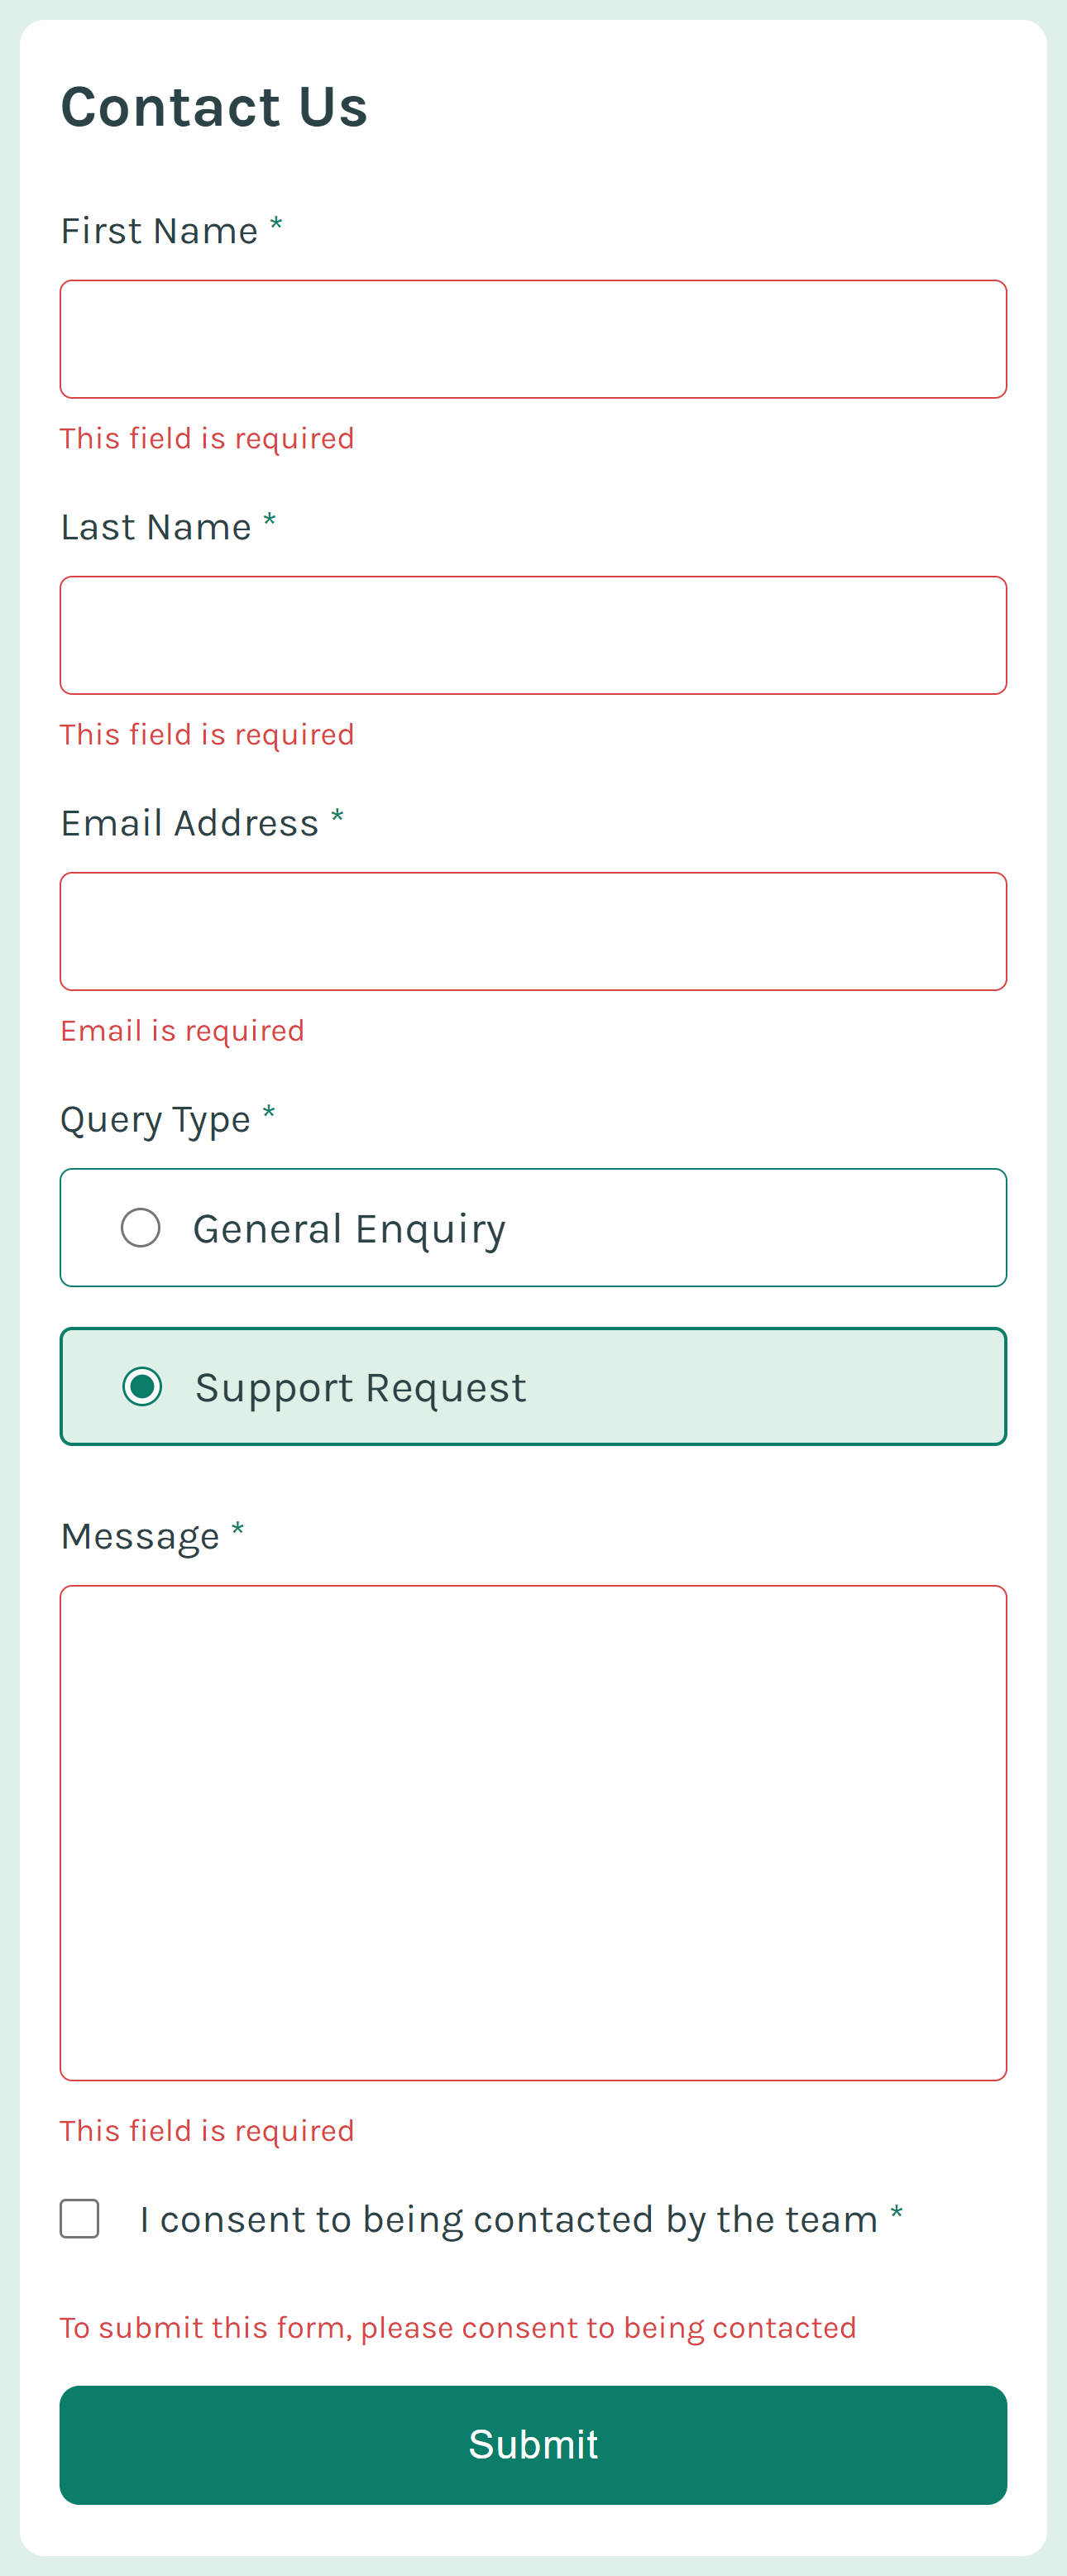 Contact Us
First Name *
This field is required
Last Name *
This field is required
Email Address *
Email is required
Query Type *
General Enquiry
Support Request
Message *
This field is required
I consent to being contacted by the team *
To submit this form, please consent to being contacted
Submit